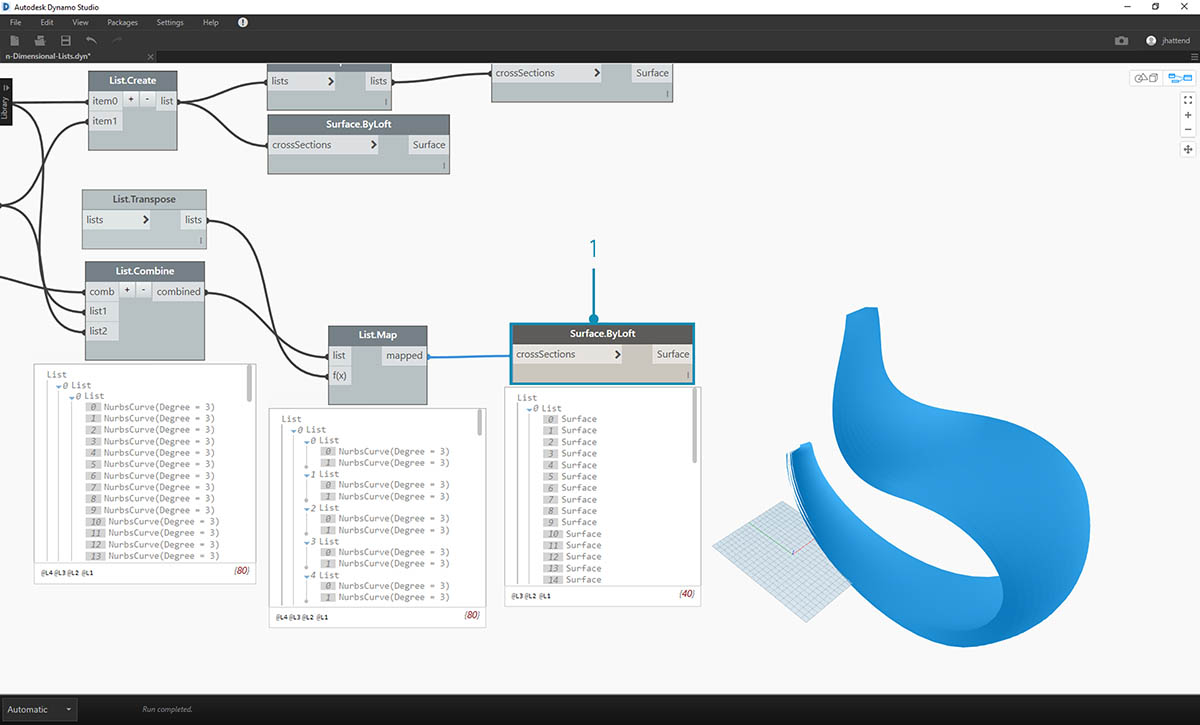 Autodesk Dynamo Studio
File Edit View Packages Settings Help
jhattend
n-Dimensional-Lists.dyn*
Library
List.Create
item0 + - list
item1
lists > lists
crossSections > Surface
Surface.ByLoft
crossSections > Surface
List.Transpose
lists > lists
List.Combine
comb + - combined
list1
list2
List
0 List
0 List
0 NurbsCurve(Degree = 3)
1 NurbsCurve(Degree = 3)
2 NurbsCurve(Degree = 3)
3 NurbsCurve(Degree = 3)
4 NurbsCurve(Degree = 3)
5 NurbsCurve(Degree = 3)
6 NurbsCurve(Degree = 3)
7 NurbsCurve(Degree = 3)
8 NurbsCurve(Degree = 3)
9 NurbsCurve(Degree = 3)
10 NurbsCurve(Degree = 3)
11 NurbsCurve(Degree = 3)
12 NurbsCurve(Degree = 3)
13 NurbsCurve(Degree = 3)
@L4 @L3 @L2 @L1 {80}
List.Map
list mapped
f(x)
List
0 List
0 List
0 NurbsCurve(Degree = 3)
1 NurbsCurve(Degree = 3)
1 List
0 NurbsCurve(Degree = 3)
1 NurbsCurve(Degree = 3)
2 List
0 NurbsCurve(Degree = 3)
1 NurbsCurve(Degree = 3)
3 List
0 NurbsCurve(Degree = 3)
1 NurbsCurve(Degree = 3)
4 List
0 NurbsCurve(Degree = 3)
1 NurbsCurve(Degree = 3)
@L4 @L3 @L2 @L1 {80}
1
Surface.ByLoft
crossSections > Surface
List
0 List
0 Surface
1 Surface
2 Surface
3 Surface
4 Surface
5 Surface
6 Surface
7 Surface
8 Surface
9 Surface
10 Surface
11 Surface
12 Surface
13 Surface
14 Surface
@L3 @L2 @L1 {40}
Automatic Run completed.